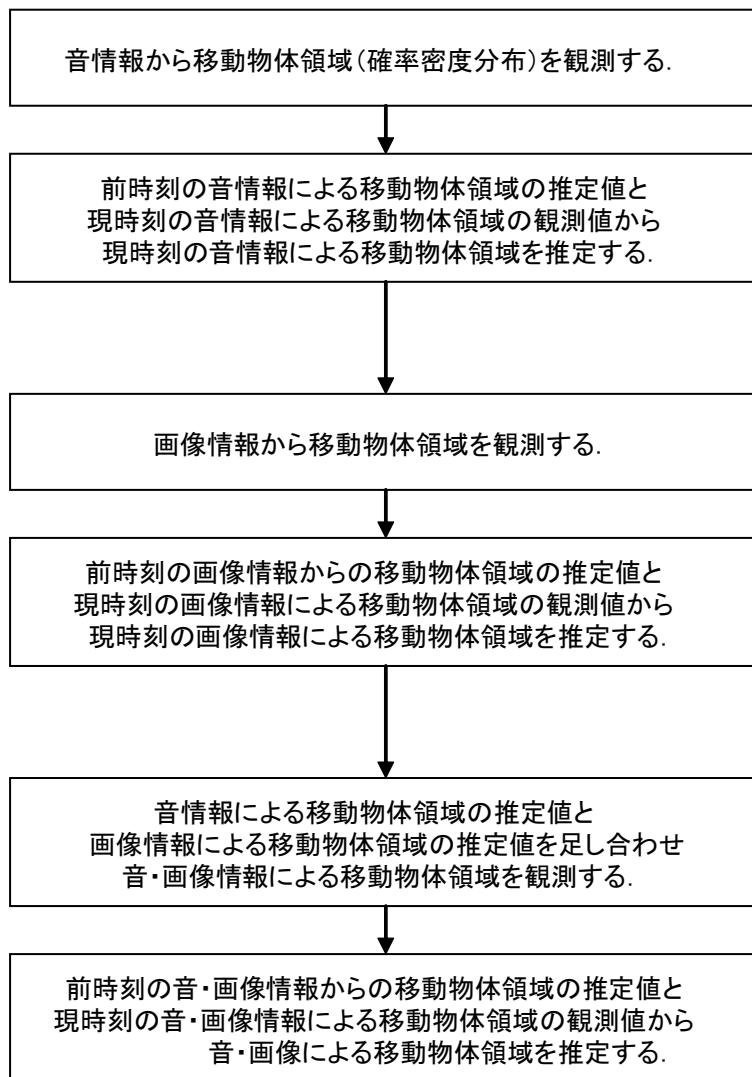 音情報から移動物体領域(確率密度分布)を観測する.
前時刻の音情報による移動物体領域の推定値と
現時刻の音情報による移動物体領域の観測値から
現時刻の音情報による移動物体領域を推定する.
画像情報から移動物体領域を観測する.
前時刻の画像情報からの移動物体領域の推定値と
現時刻の画像情報による移動物体領域の観測値から
現時刻の画像情報による移動物体領域を推定する.
音情報による移動物体領域の推定値と
画像情報による移動物体領域の推定値を足し合わせ
音・画像情報による移動物体領域を観測する.
前時刻の音・画像情報からの移動物体領域の推定値と
現時刻の音・画像情報による移動物体領域の観測値から
音・画像による移動物体領域を推定する.